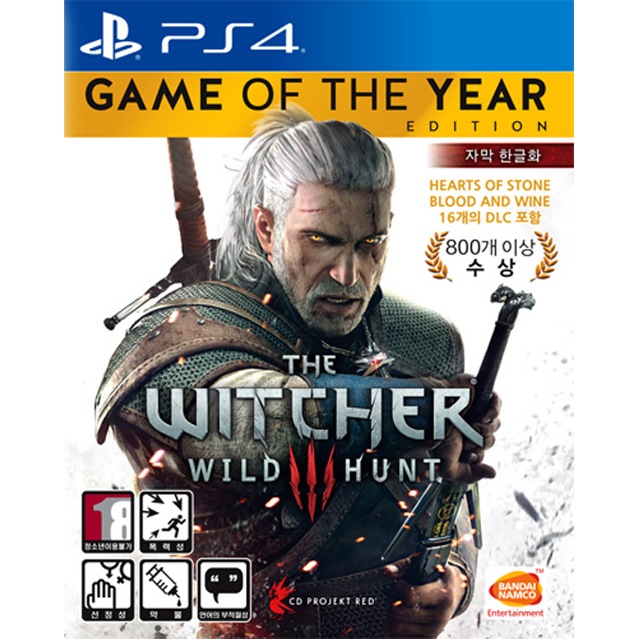 PS4
GAME OF THE YEAR
EDITION
자막 한글화
HEARTS OF STONE
BLOOD AND WINE
16개의 DLC 포함
800개 이상
수상
THE
WITCHER®
WILD III HUNT
18
청소년이용불가
폭력성
선정성
약물
언어의 부적절성
CD PROJEKT RED®
BANDAI
NAMCO
™
Entertainment